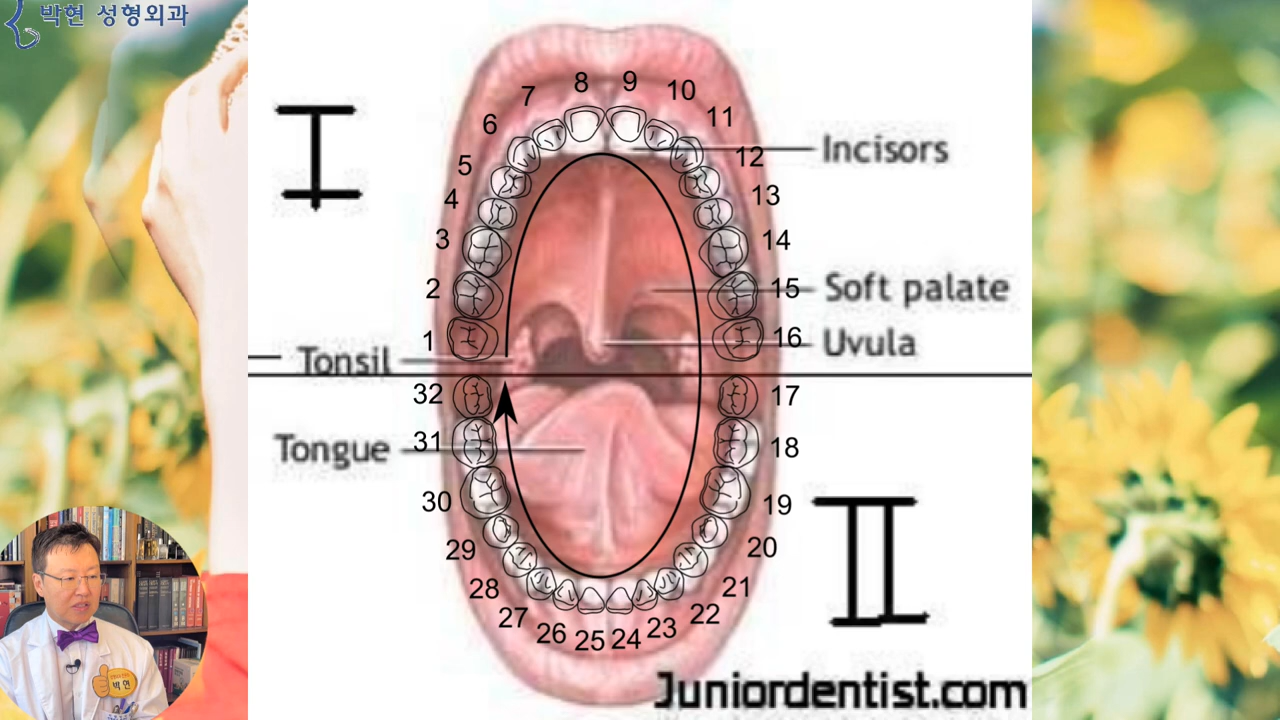 박현 성형외과
I
8 9
7 10
6 11
5 12
4 13
3 14
2 15
1 16
32 17
31 18
30 19
29 20
28 21
27 22
26 25 24 23
Incisors
Soft palate
Uvula
Tonsil
Tongue
II
Juniordentist.com
박현